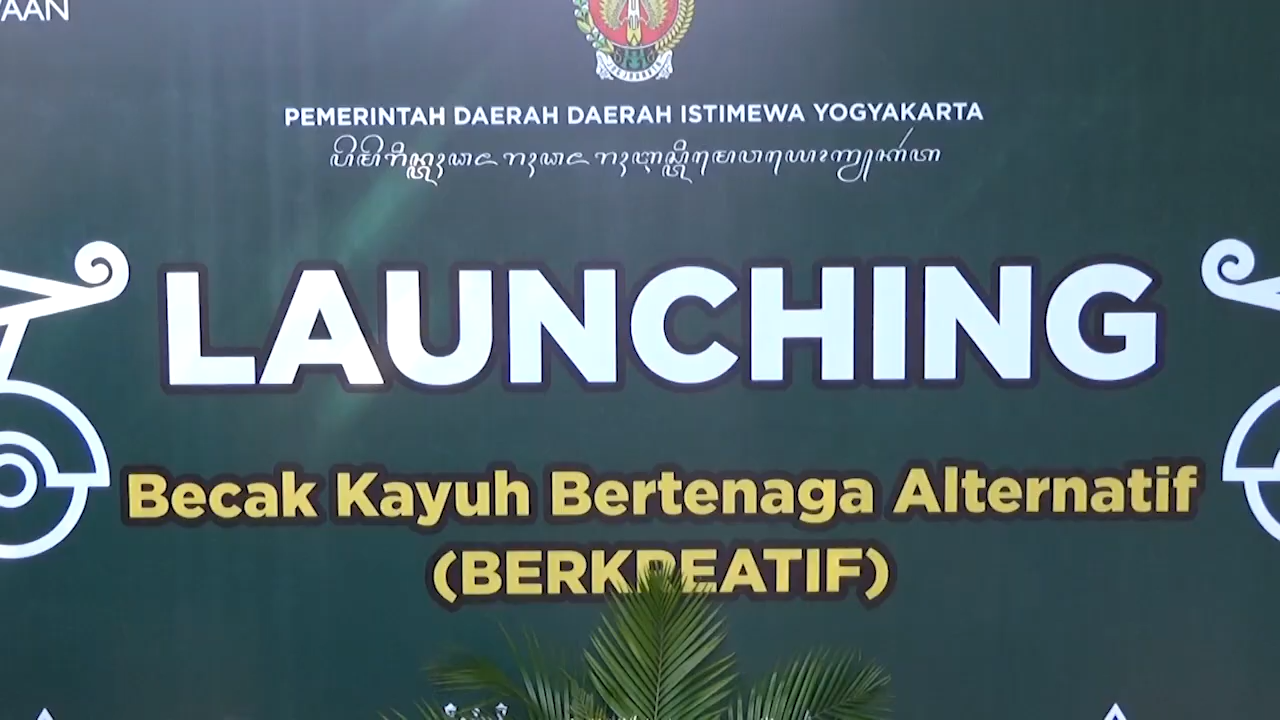 PEMERINTAH DAERAH DAERAH ISTIMEWA YOGYAKARTA
LAUNCHING
Becak Kayuh Bertenaga Alternatif
(BERKREATIF)